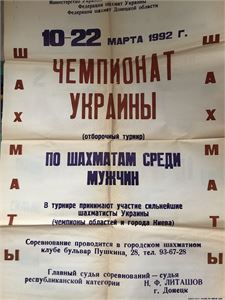 Министерство
Федерация шахмат Украины
Федерация шахмат Донецкой области
10-22 МАРТА 1992 Г.
ЧЕМПИОНАТ
УКРАИНЫ
(отборочный турнир)
ПО ШАХМАТАМ СРЕДИ
МУЖЧИН
В турнире принимают участие сильнейшие
шахматисты Украины
(чемпионы областей и города Киева)
Соревнование проводится в городском шахматном
клубе бульвар Пушкина, 28, тел. 93-67-28
Главный судья соревнований — судья
республиканской категории Н. Ф. ЛИТАШОВ
г. Донецк
ШАХМАТЫ
ШАХМАТЫ